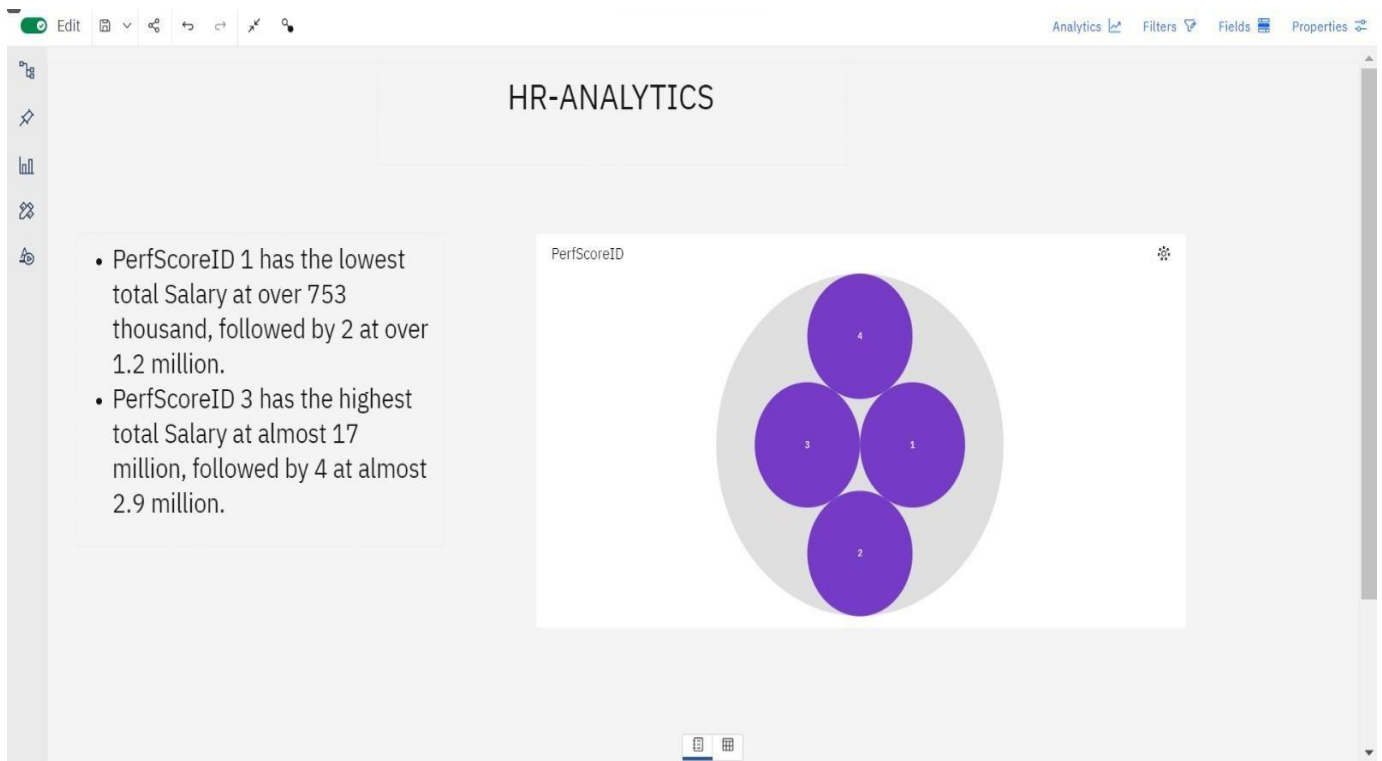 Edit
Analytics
Filters
Fields
Properties
HR-ANALYTICS
• PerfScoreID 1 has the lowest
total Salary at over 753
thousand, followed by 2 at over
1.2 million.
• PerfScoreID 3 has the highest
total Salary at almost 17
million, followed by 4 at almost
2.9 million.
PerfScoreID
4
3
1
2